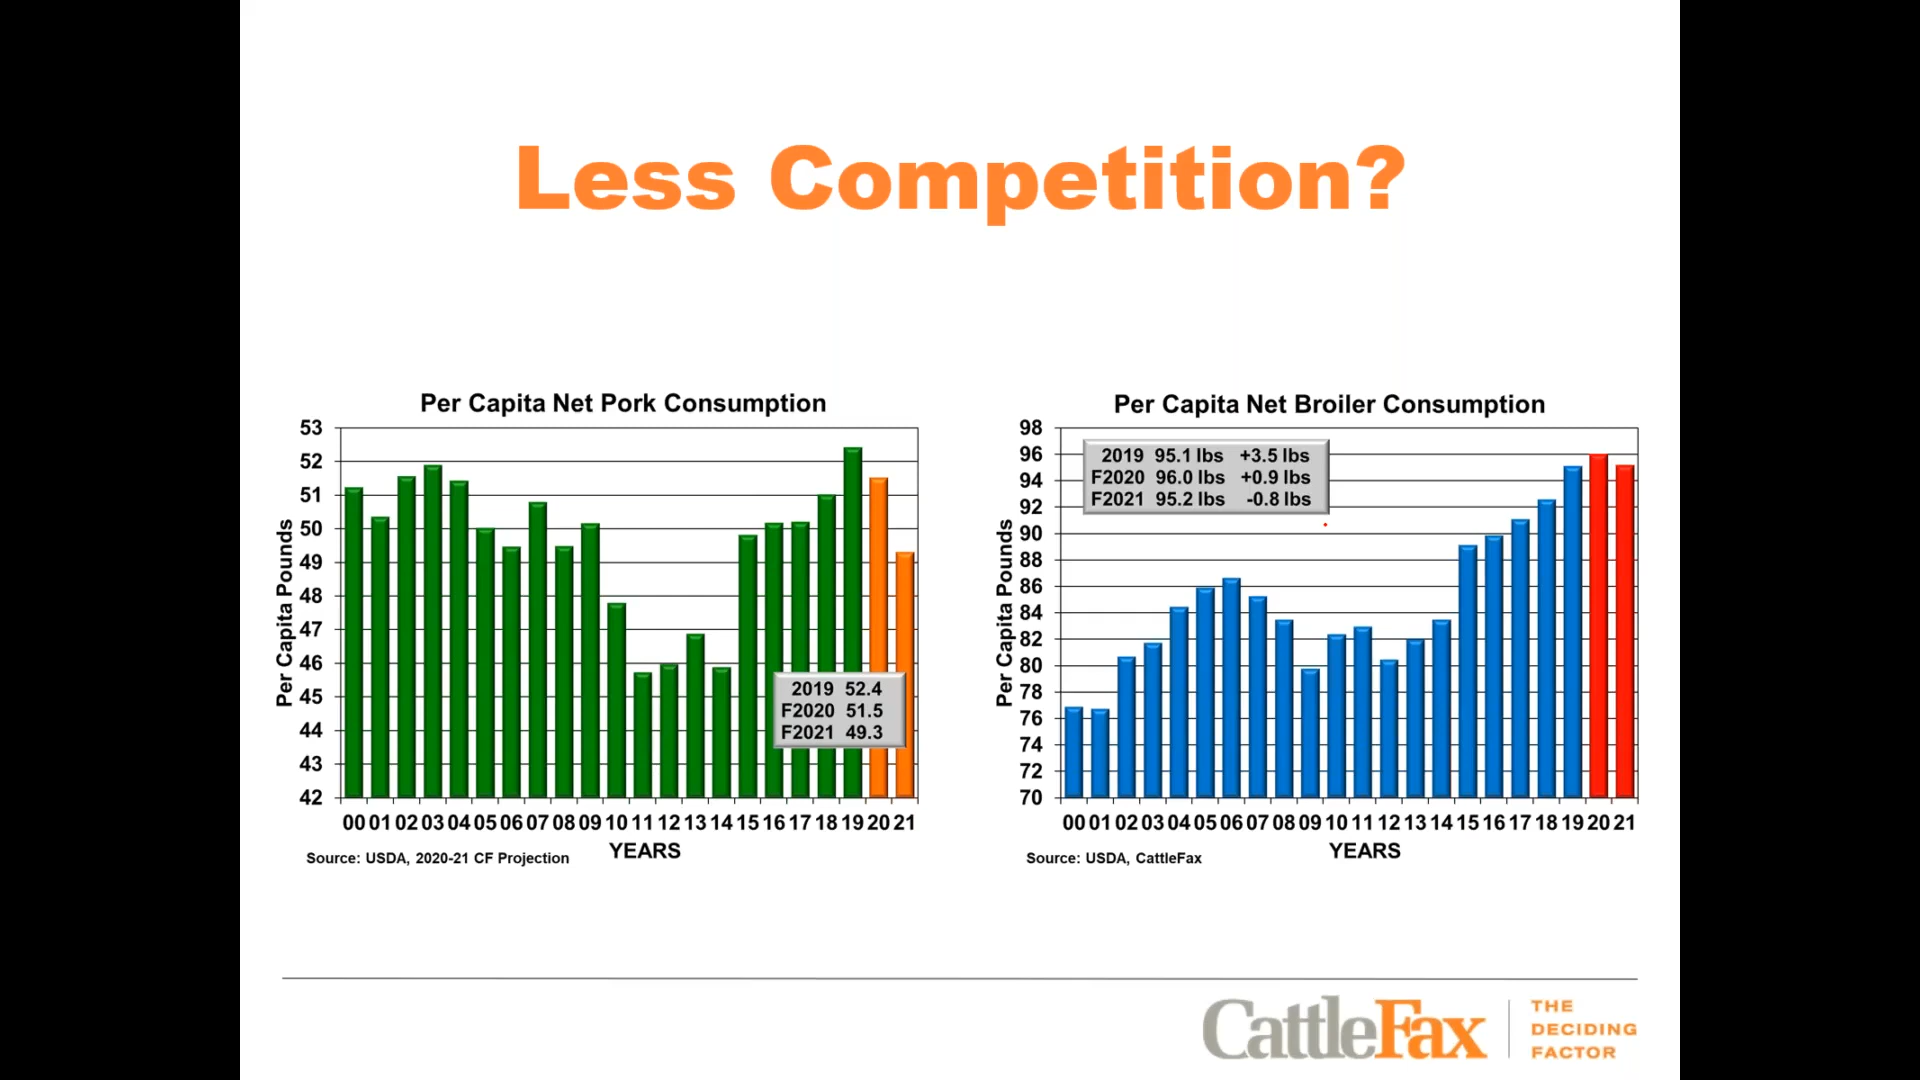 Less Competition?
Per Capita Net Pork Consumption
53
52
51
50
49
48
47
46
45
44
43
42
Per Capita Pounds
2019 52.4
F2020 51.5
F2021 49.3
00 01 02 03 04 05 06 07 08 09 10 11 12 13 14 15 16 17 18 19 20 21
YEARS
Source: USDA, 2020-21 CF Projection
Per Capita Net Broiler Consumption
98
96
94
92
90
88
86
84
82
80
78
76
74
72
70
Per Capita Pounds
2019 95.1 lbs +3.5 lbs
F2020 96.0 lbs +0.9 lbs
F2021 95.2 lbs -0.8 lbs
00 01 02 03 04 05 06 07 08 09 10 11 12 13 14 15 16 17 18 19 20 21
YEARS
Source: USDA, CattleFax
CattleFax
THE
DECIDING
FACTOR